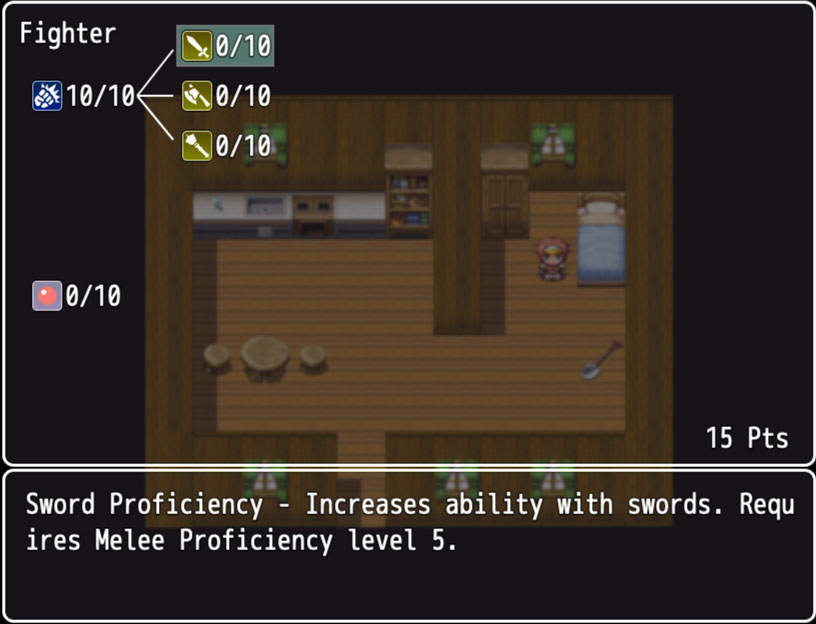 Fighter
0/10
10/10
0/10
0/10
0/10
15 Pts
Sword Proficiency - Increases ability with swords. Requ
ires Melee Proficiency level 5.